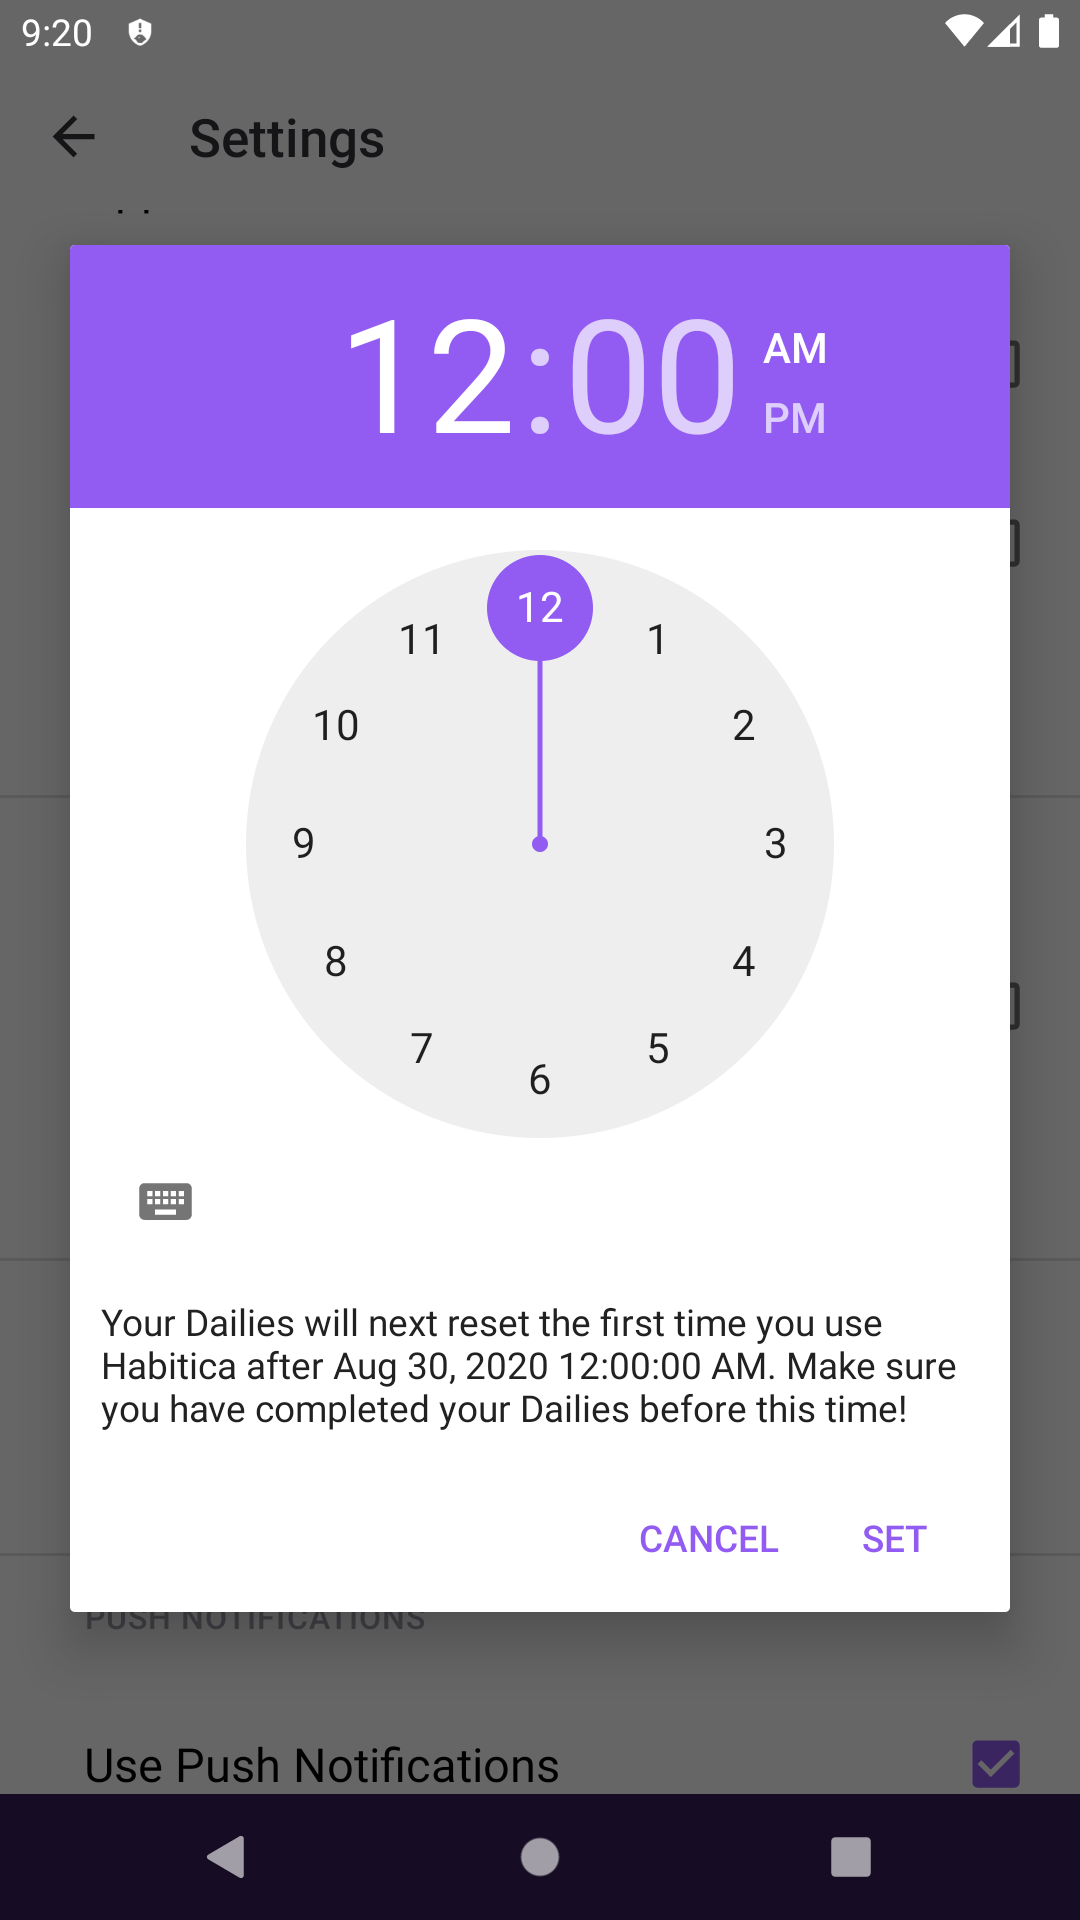 9:20
Settings
12:00
AM
PM
12
11
1
10
2
9
3
8
4
7
5
6
Your Dailies will next reset the first time you use
Habitica after Aug 30, 2020 12:00:00 AM. Make sure
you have completed your Dailies before this time!
CANCEL
SET
PUSH NOTIFICATIONS
Use Push Notifications